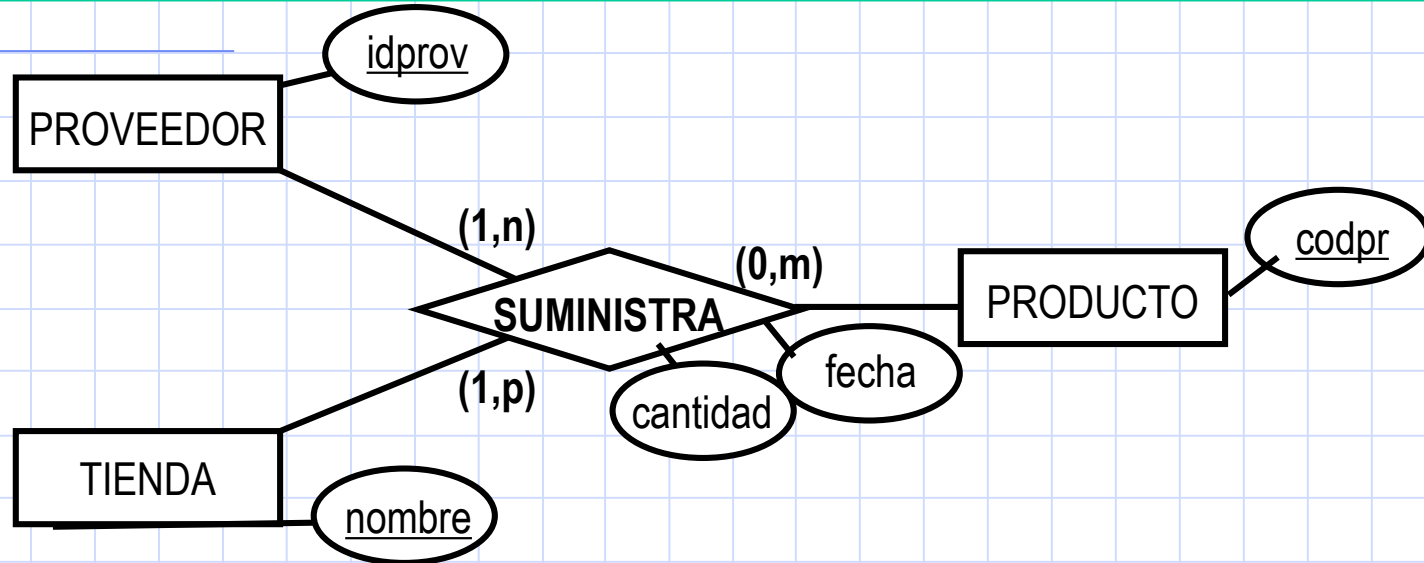 idprov
PROVEEDOR
(1,n)
codpr
(0,m)
SUMINISTRA
PRODUCTO
fecha
(1,p)
cantidad
TIENDA
nombre